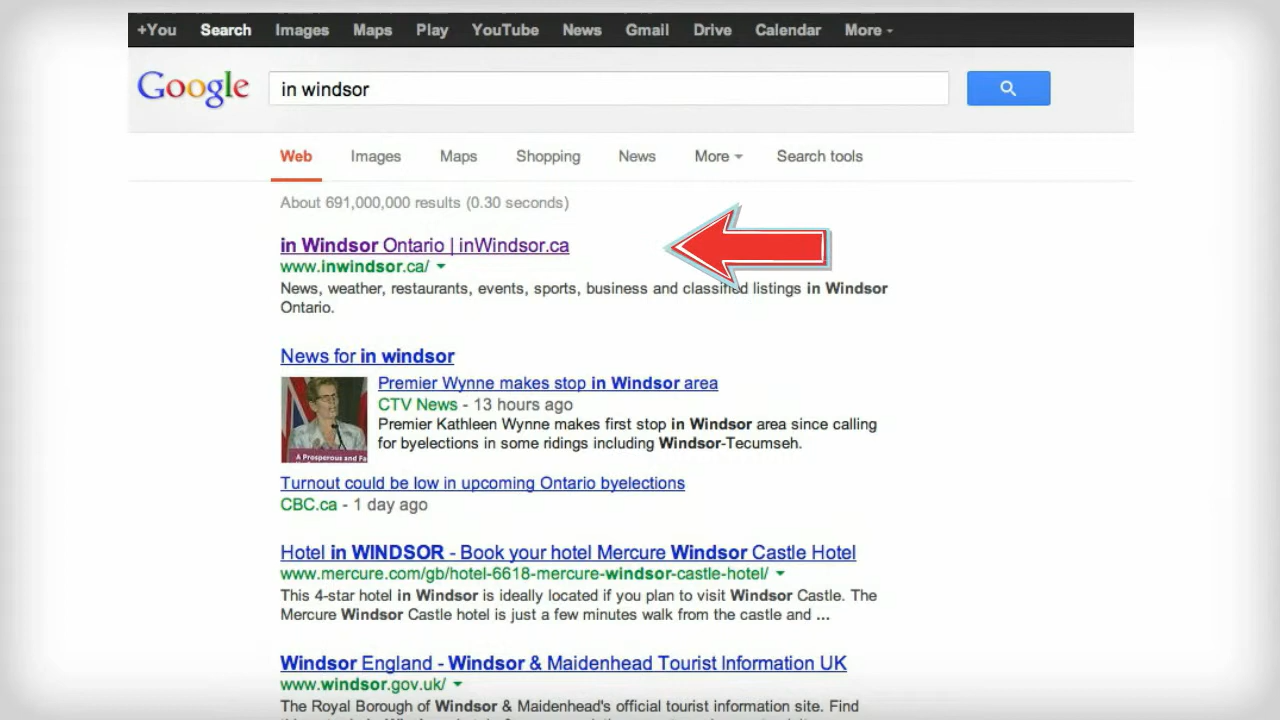 +You Search Images Maps Play YouTube News Gmail Drive Calendar More
Google in windsor
Web Images Maps Shopping News More Search tools
About 691,000,000 results (0.30 seconds)
in Windsor Ontario | inWindsor.ca
www.inwindsor.ca/
News, weather, restaurants, events, sports, business and classified listings in Windsor
Ontario.
News for in windsor
Premier Wynne makes stop in Windsor area
CTV News - 13 hours ago
Premier Kathleen Wynne makes first stop in Windsor area since calling
for byelections in some ridings including Windsor-Tecumseh.
A Prosperous and Fa
Turnout could be low in upcoming Ontario byelections
CBC.ca - 1 day ago
Hotel in WINDSOR - Book your hotel Mercure Windsor Castle Hotel
www.mercure.com/gb/hotel-6618-mercure-windsor-castle-hotel/
This 4-star hotel in Windsor is ideally located if you plan to visit Windsor Castle. The
Mercure Windsor Castle hotel is just a few minutes walk from the castle and ...
Windsor England - Windsor & Maidenhead Tourist Information UK
www.windsor.gov.uk/
The Royal Borough of Windsor & Maidenhead's official tourist information site. Find